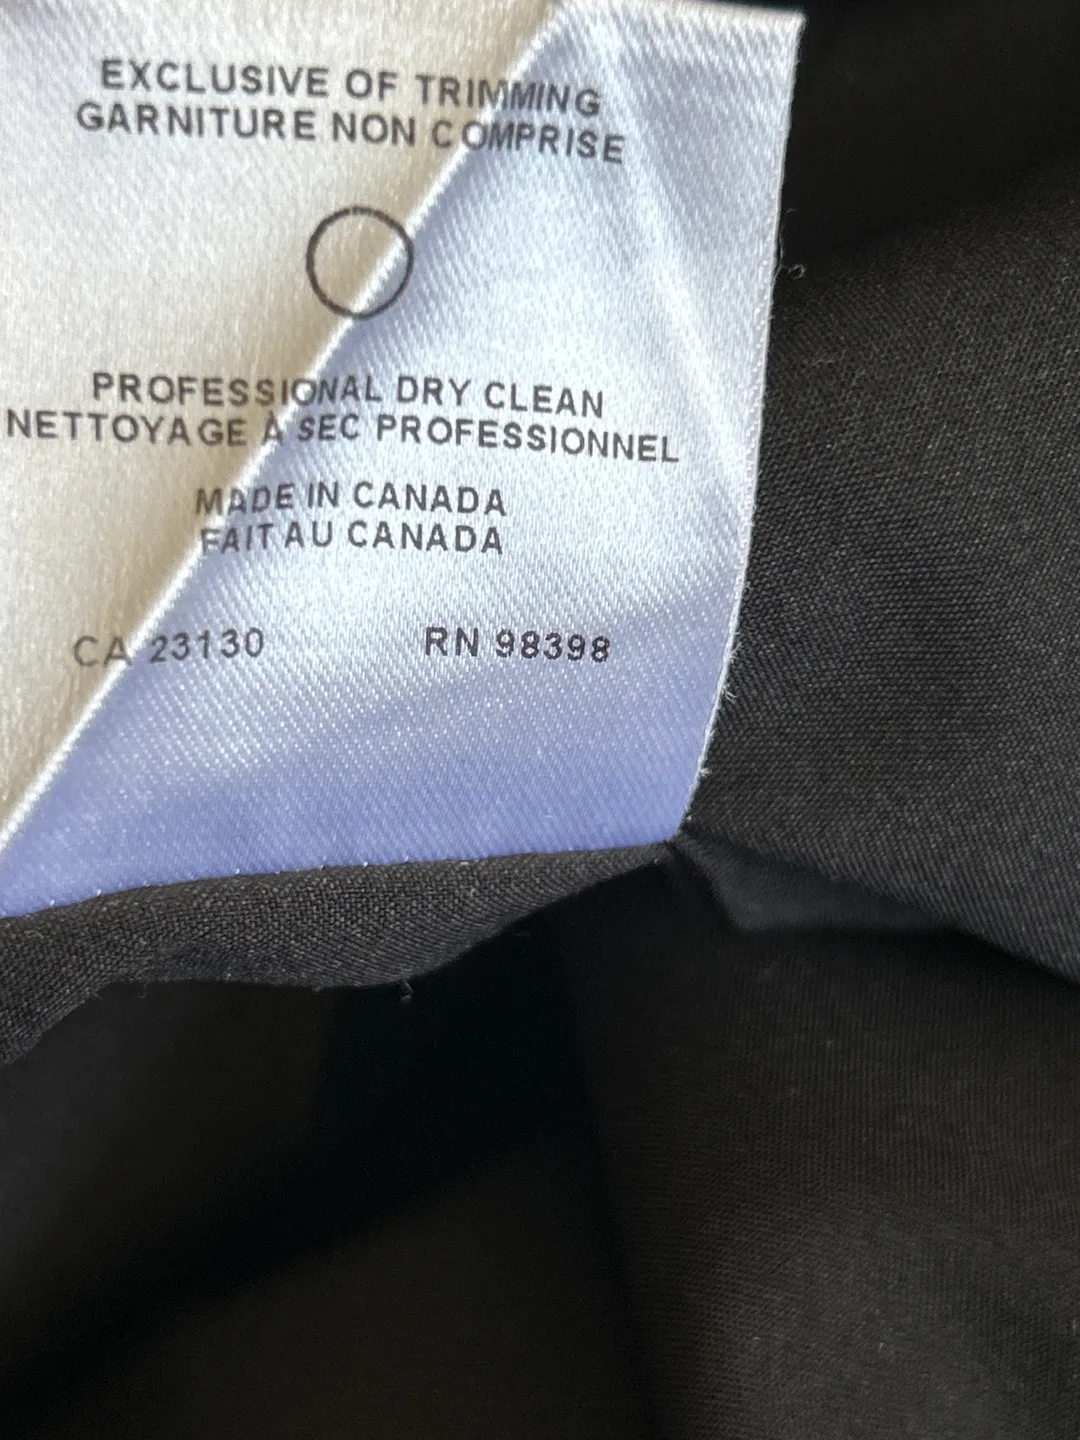 EXCLUSIVE OF TRIMMING
GARNITURE NON COMPRISE
PROFESSIONAL DRY CLEAN
NETTOYAGE À SEC PROFESSIONNEL
MADE IN CANADA
FAIT AU CANADA
CA 23130 RN 98398